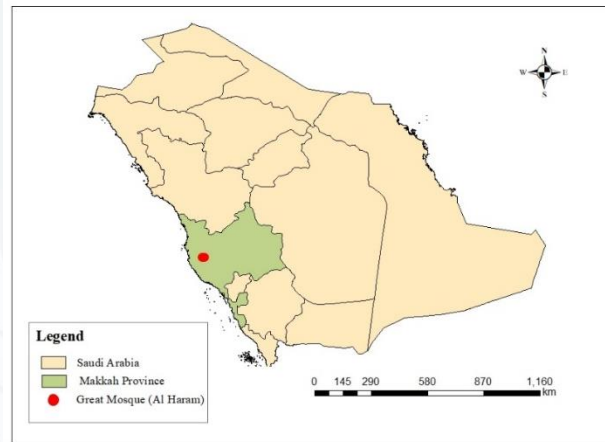 N
W E
S
Legend
Saudi Arabia
Makkah Province
Great Mosque (Al Haram)
0 145 290 580 870 1,160
km